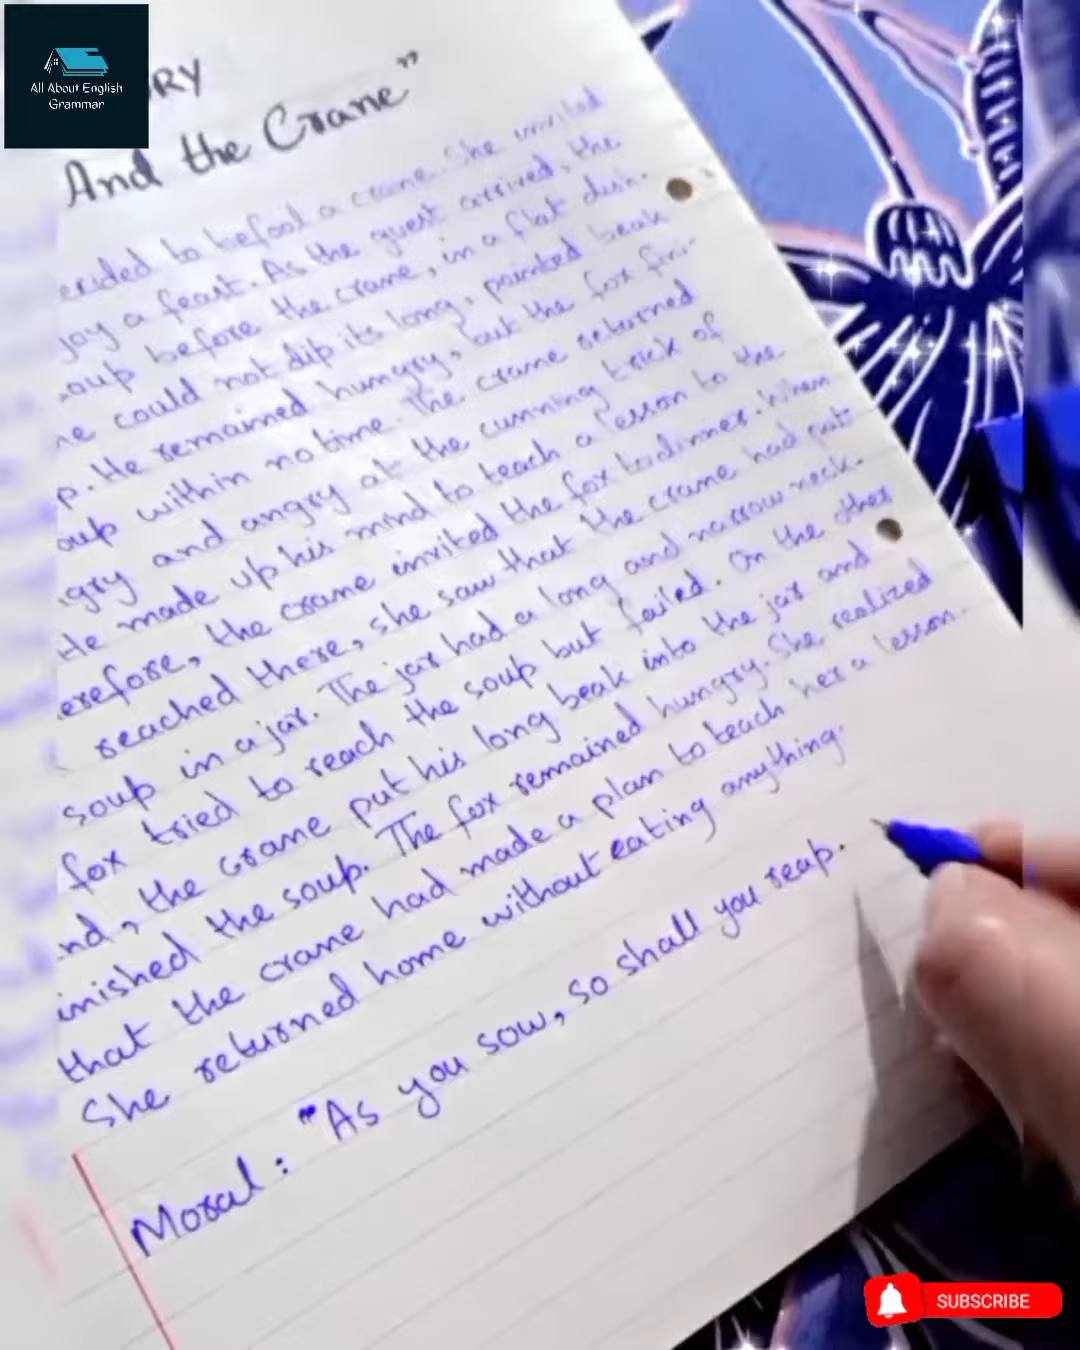 All About English
Grammar
ORY
And the Crane"
ecided to befool a crane. She invited
joy a feast. As the guest arrived, the
soup before the crane, in a flat dish.
he could not dip its long, pointed beak
p. He remained hungry, but the fox fini-
oup within no time. The crane returned
ngry and angry at the cunning trick of
He made up his mind to teach a lesson to the
erefore, the crane invited the fox to dinner. When
reached there, she saw that the crane had put
soup in a jar. The jar had a long and narrow neck.
fox tried to reach the soup but failed. On the other
nd, the crane put his long beak into the jar and
inished the soup. The fox remained hungry. She realized
that the crane had made a plan to teach her a lesson.
She returned home without eating anything.
Moral: "As you sow, so shall you reap.
SUBSCRIBE